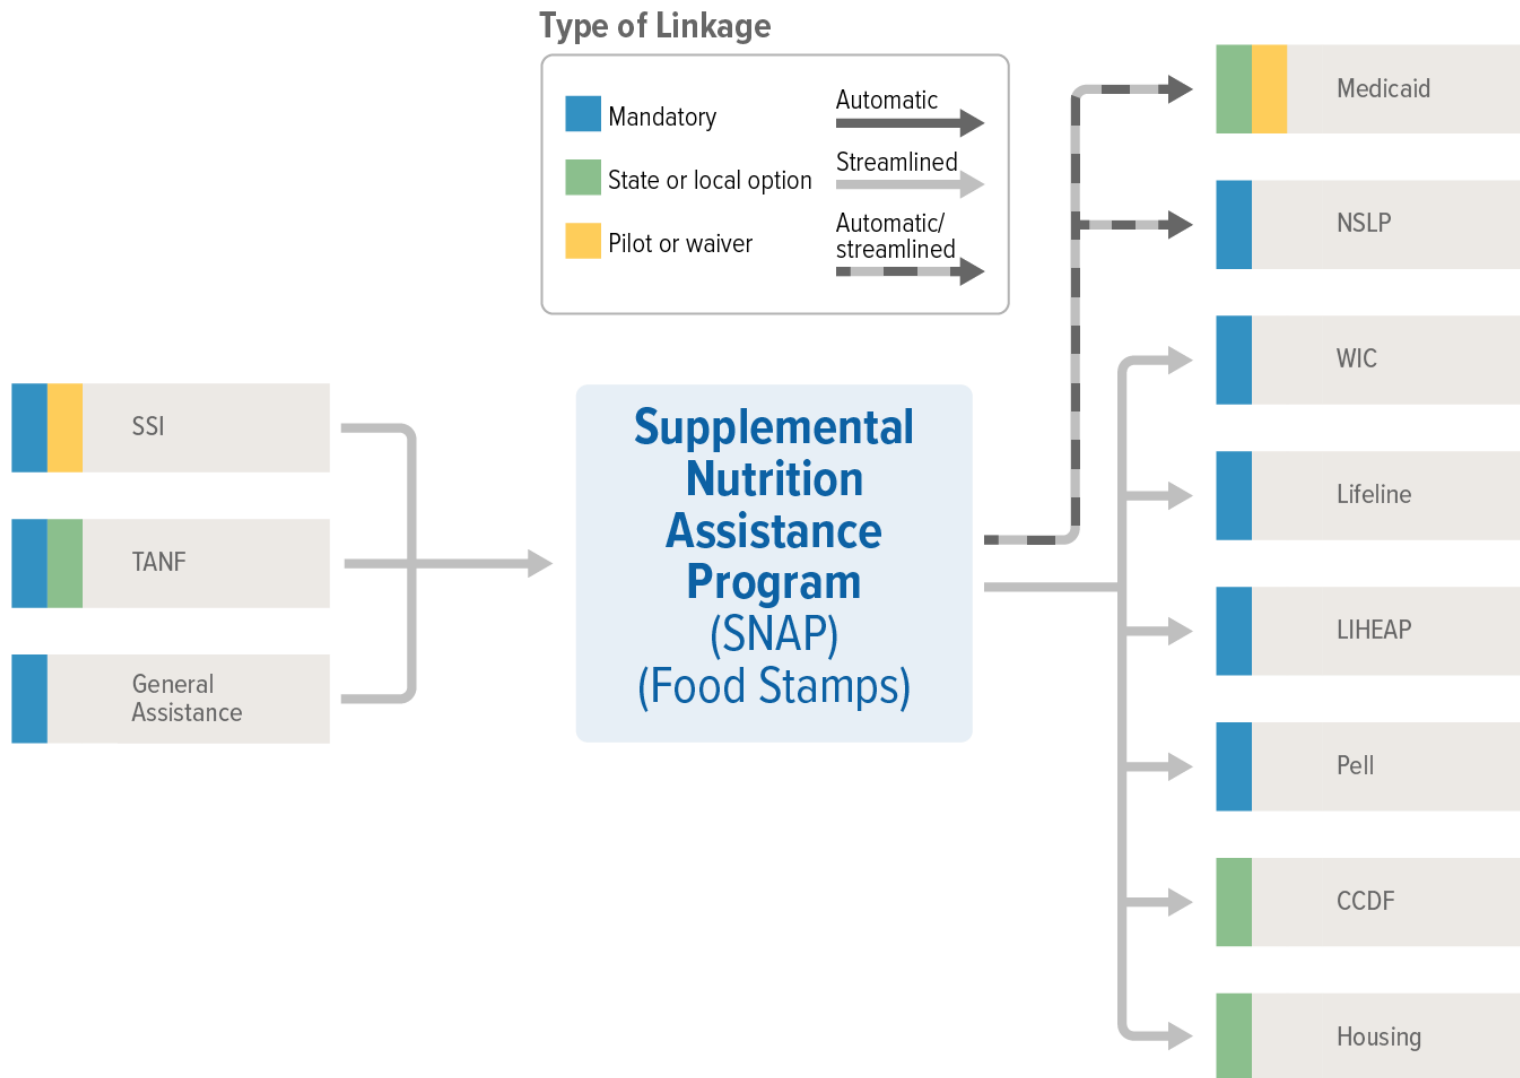 Type of Linkage
Mandatory
State or local option
Pilot or waiver
Automatic
Streamlined
Automatic/
streamlined
SSI
TANF
General
Assistance
Supplemental
Nutrition
Assistance
Program
(SNAP)
(Food Stamps)
Medicaid
NSLP
WIC
Lifeline
LIHEAP
Pell
CCDF
Housing